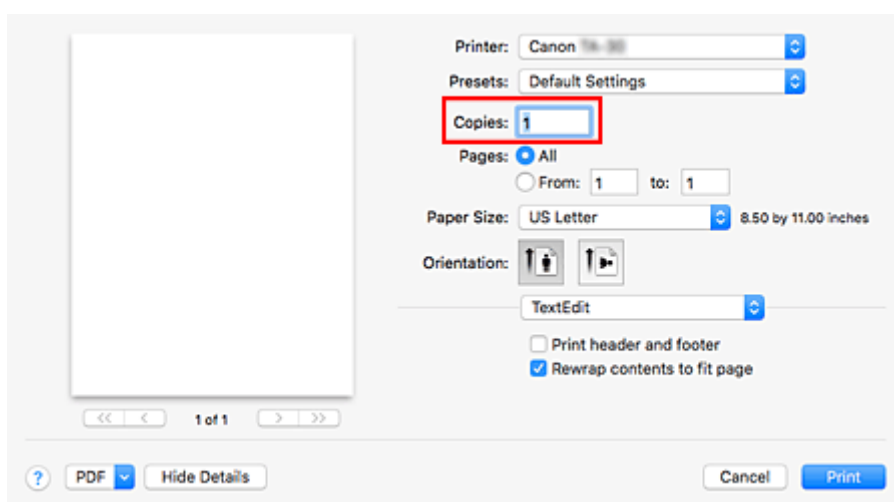 Printer: Canon
Presets: Default Settings
Copies: 1
Pages: All
From: 1 to: 1
Paper Size: US Letter 8.50 by 11.00 inches
Orientation:
TextEdit
Print header and footer
Rewrap contents to fit page
<< < 1 of 1 > >>
? PDF Hide Details Cancel Print